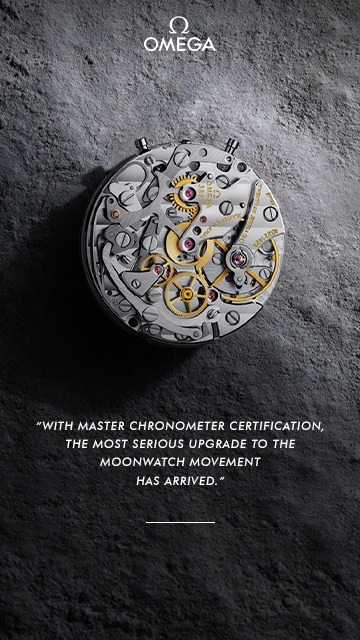 Ω
OMEGA
“WITH MASTER CHRONOMETER CERTIFICATION,
THE MOST SERIOUS UPGRADE TO THE
MOONWATCH MOVEMENT
HAS ARRIVED.”